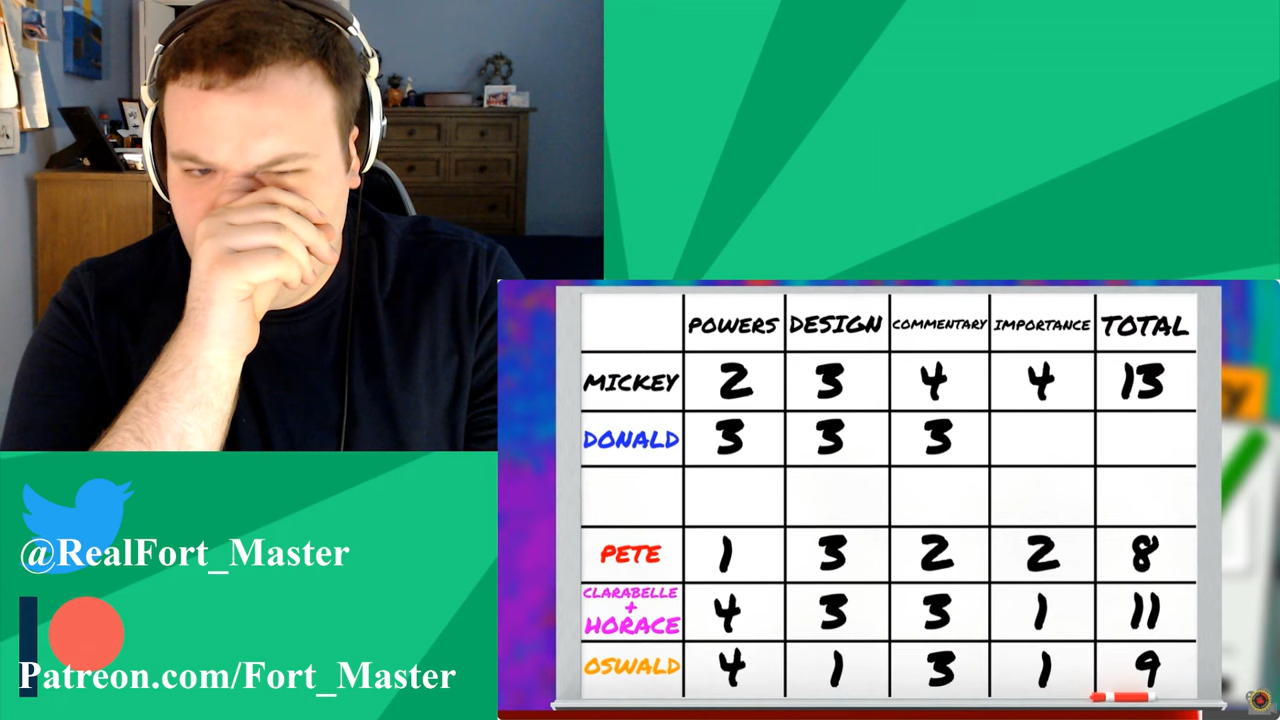 @RealFort_Master
Patreon.com/Fort_Master
POWERS DESIGN COMMENTARY IMPORTANCE TOTAL
MICKEY 2 3 4 4 13
DONALD 3 3 3
PETE 1 3 2 2 8
CLARABELLE
+
HORACE 4 3 3 1 11
OSWALD 4 1 3 1 9